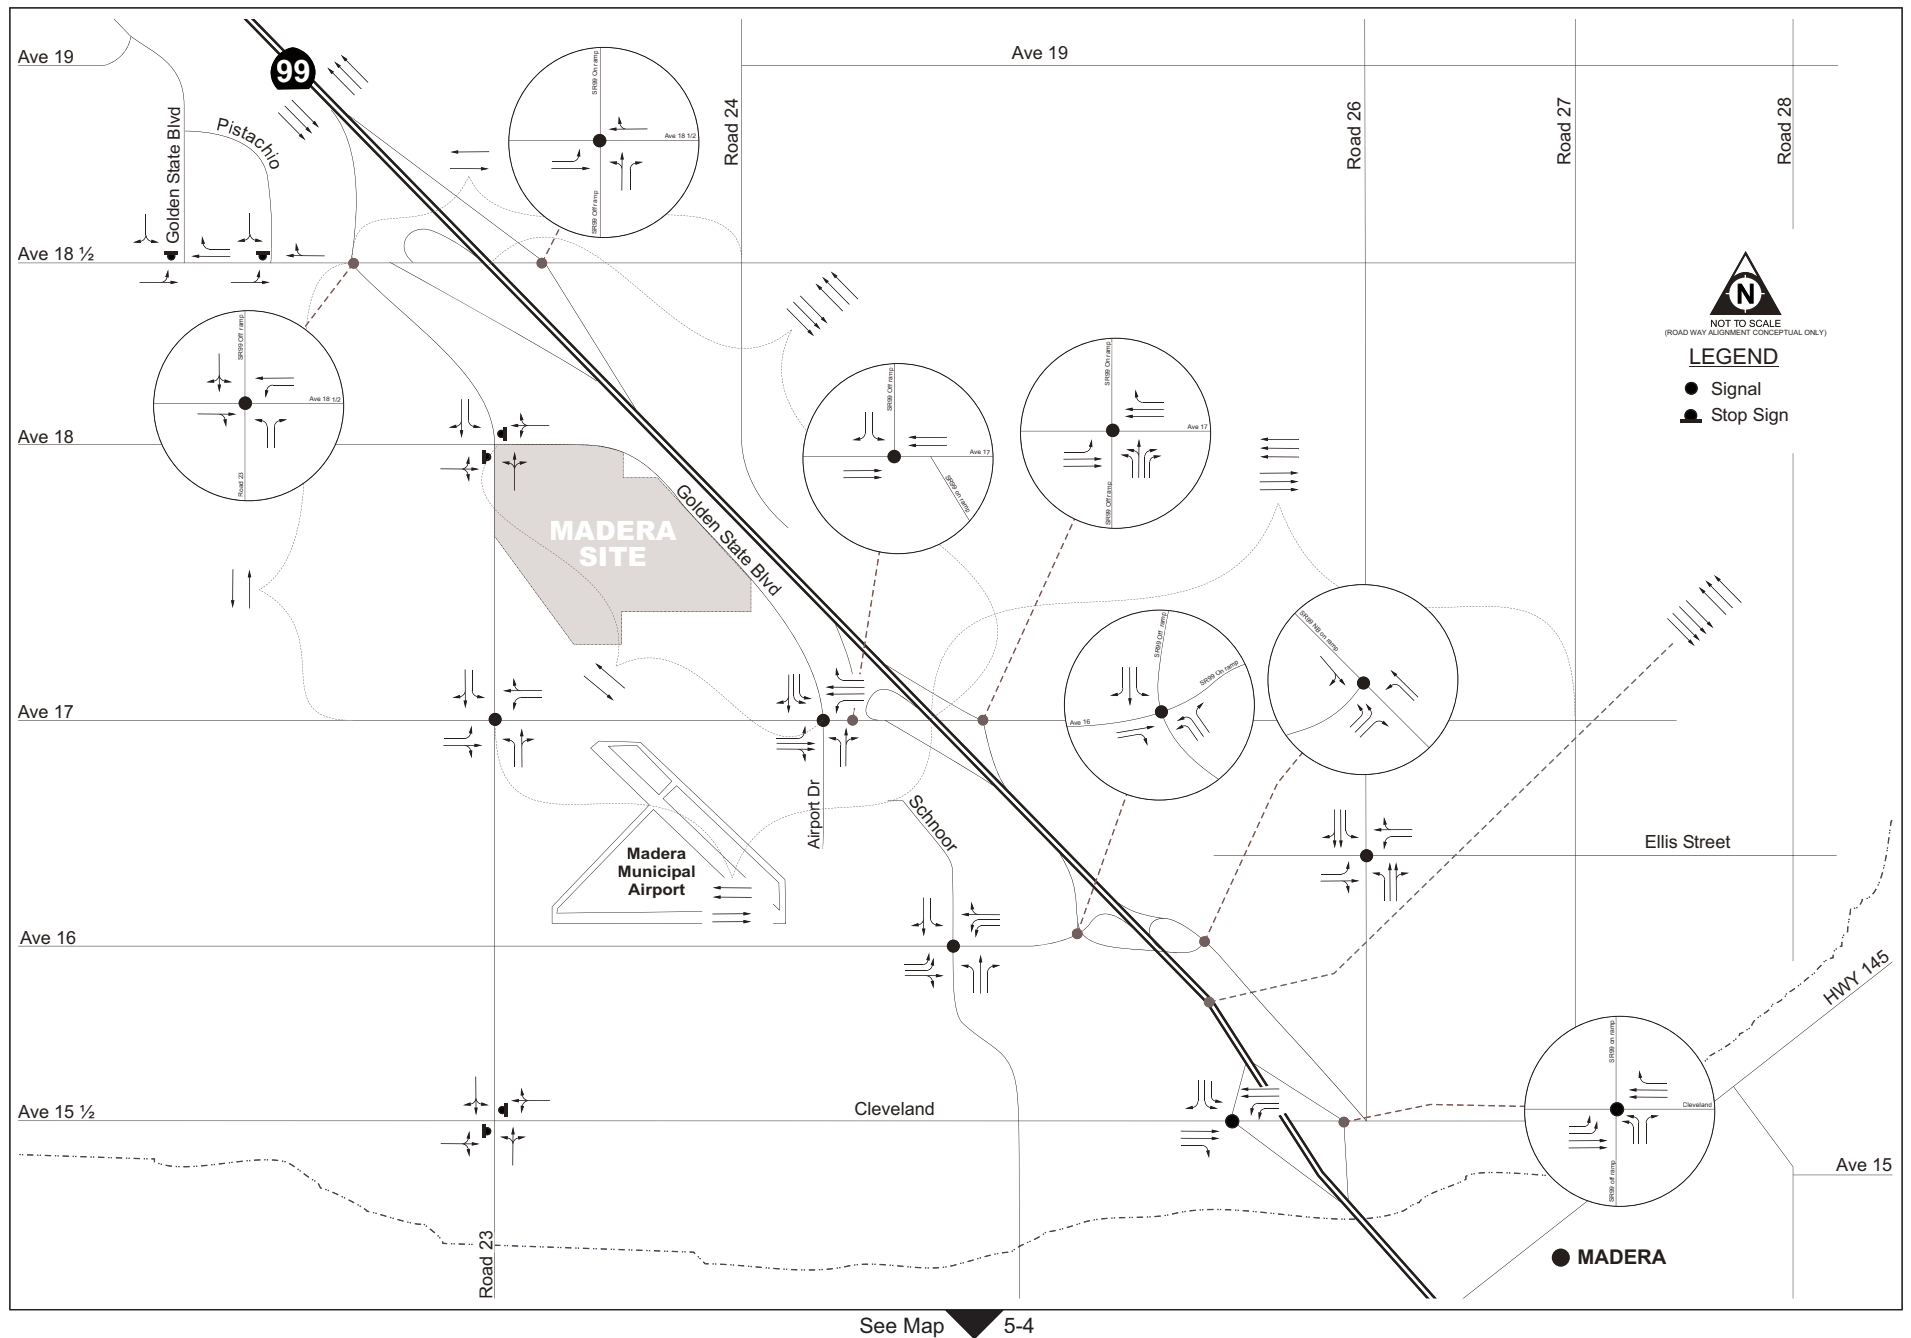 Ave 19
99
Ave 19
Golden State Blvd
Pistachio
Road 24
Road 26
Road 27
Road 28
SR99 On ramp
Ave 18 1/2
SR99 Off ramp
Ave 18 ½
N
NOT TO SCALE
(ROAD WAY ALIGNMENT CONCEPTUAL ONLY)
LEGEND
Signal
Stop Sign
SR99 Off ramp
Ave 18 1/2
Road 23
Ave 18
SR99 Off ramp
Ave 17
SR99 on ramp
SR99 On ramp
Ave 17
SR99 Off ramp
MADERA
SITE
Golden State Blvd
SR99 Off ramp
SR99 On ramp
Ave 16
SR99 NB on ramp
Ave 17
Airport Dr
Schnoor
Ellis Street
Madera
Municipal
Airport
Ave 16
HWY 145
Ave 15 ½
Cleveland
SR99 on ramp
Cleveland
SR99 off ramp
Ave 15
Road 23
MADERA
See Map 5-4